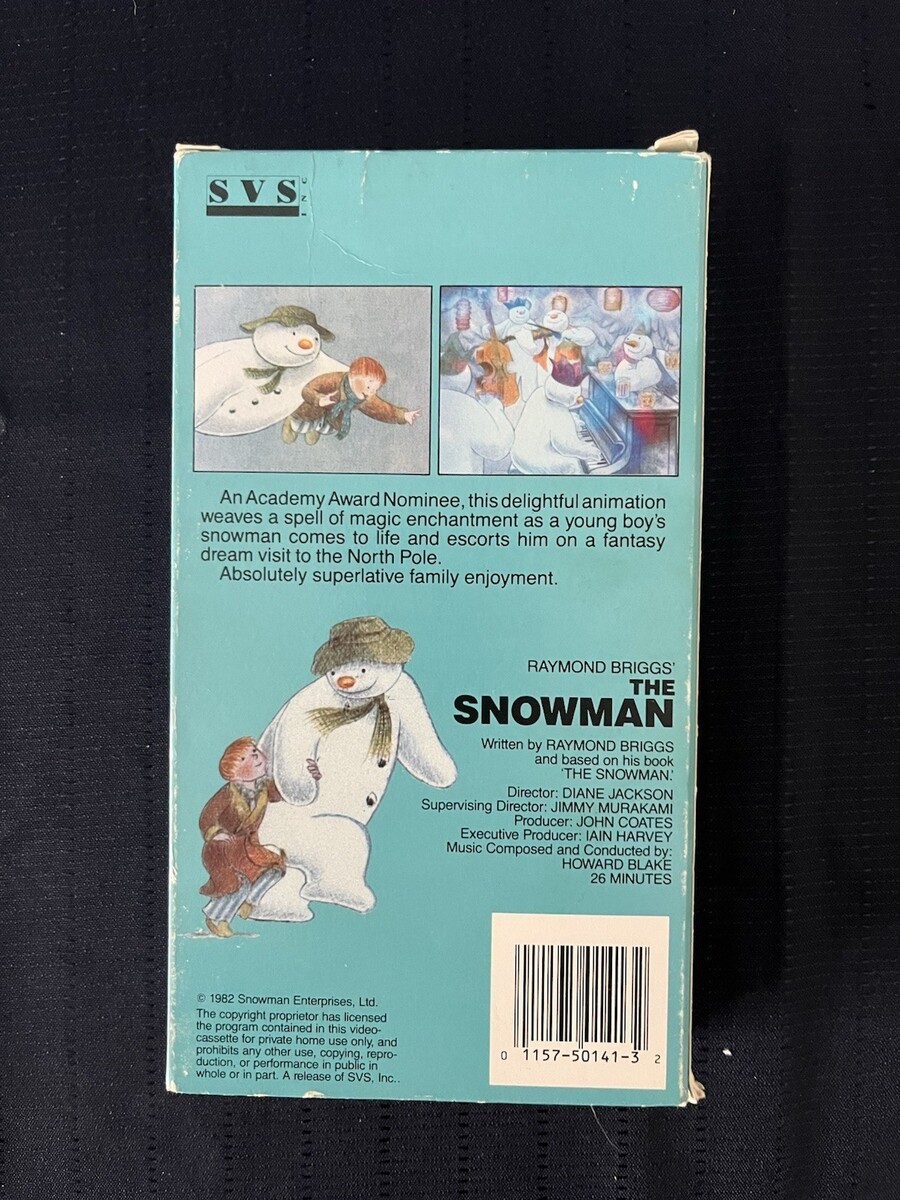 SVS INC
An Academy Award Nominee, this delightful animation
weaves a spell of magic enchantment as a young boy's
snowman comes to life and escorts him on a fantasy
dream visit to the North Pole.
Absolutely superlative family enjoyment.
RAYMOND BRIGGS'
THE
SNOWMAN
Written by RAYMOND BRIGGS
and based on his book
'THE SNOWMAN.'
Director: DIANE JACKSON
Supervising Director: JIMMY MURAKAMI
Producer: JOHN COATES
Executive Producer: IAIN HARVEY
Music Composed and Conducted by:
HOWARD BLAKE
26 MINUTES
© 1982 Snowman Enterprises, Ltd.
The copyright proprietor has licensed
the program contained in this video-
cassette for private home use only, and
prohibits any other use, copying, repro-
duction, or performance in public in
whole or in part. A release of SVS, Inc..
0 1157-50141-3 2